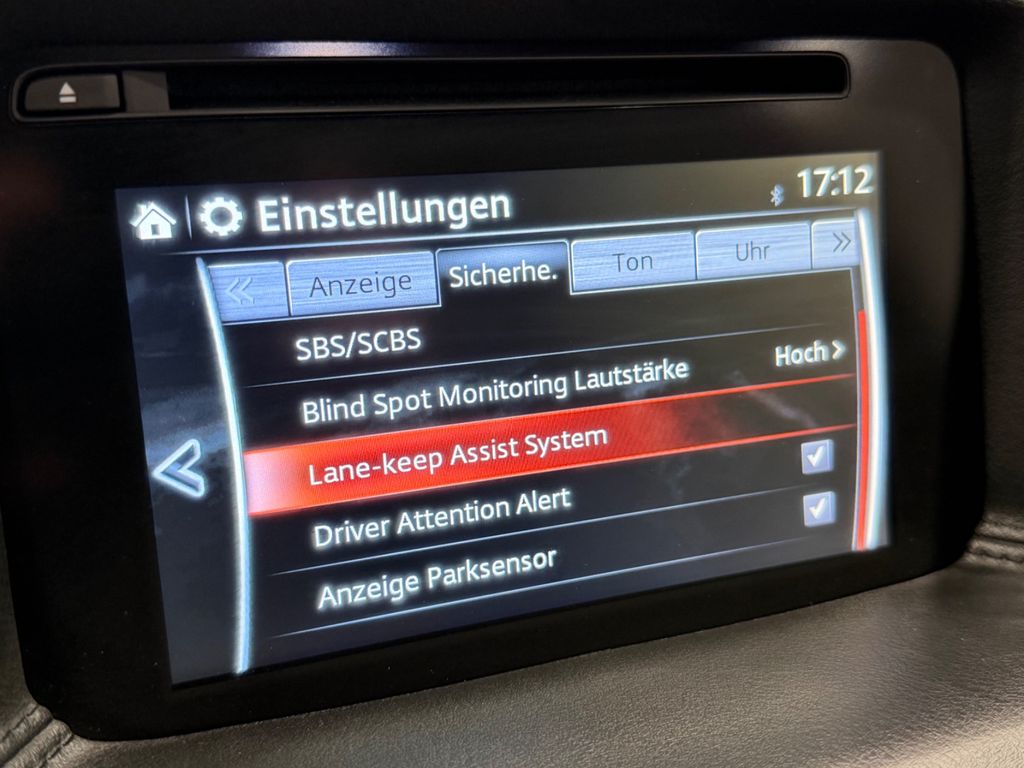 Einstellungen
17:12
Anzeige
Sicherhe.
Ton
Uhr
SBS/SCBS
Blind Spot Monitoring Lautstärke Hoch
Lane-keep Assist System
Driver Attention Alert
Anzeige Parksensor